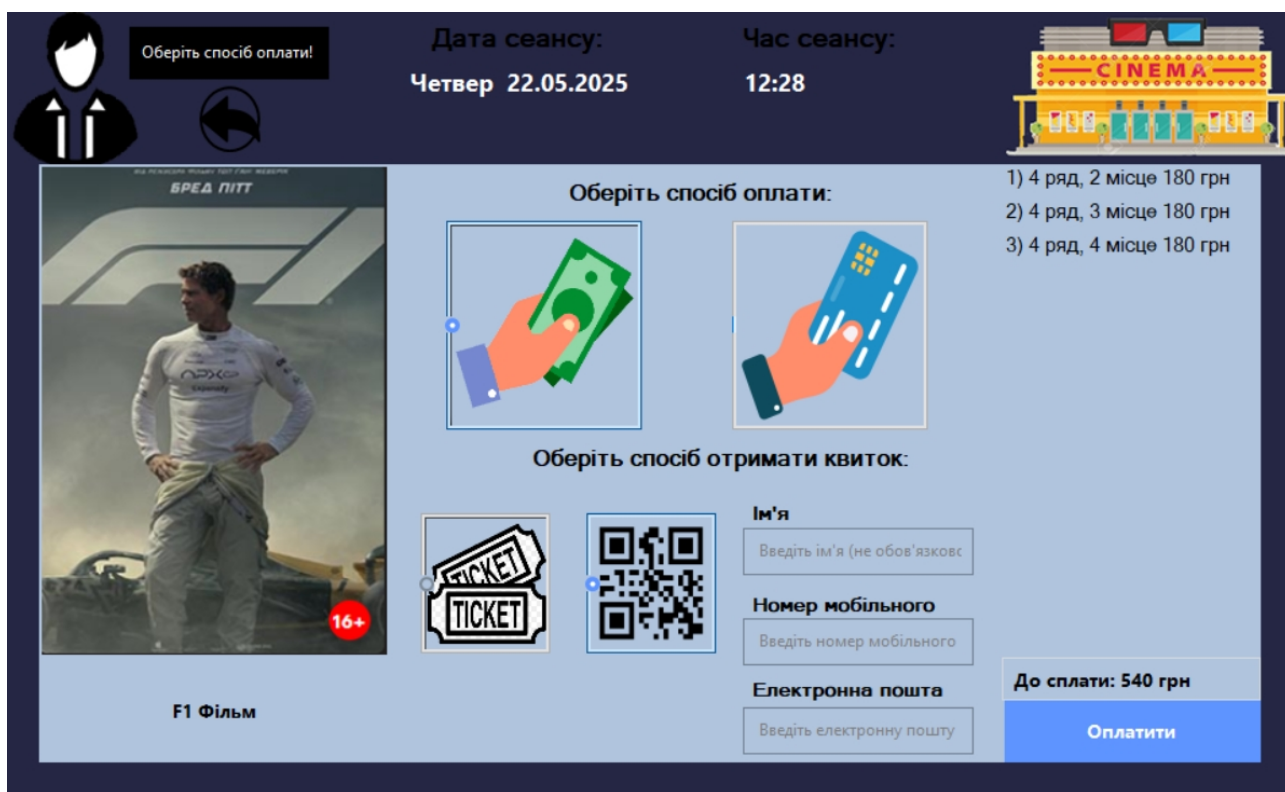 Оберіть спосіб оплати!
Дата сеансу:
Час сеансу:
Четвер 22.05.2025
12:28
CINEMA
БРЕД ПІТТ
F1
APXGP
Expensify
16+
F1 Фільм
Оберіть спосіб оплати:
Оберіть спосіб отримати квиток:
TICKET
TICKET
Ім'я
Введіть ім'я (не обов'язково
Номер мобільного
Введіть номер мобільного
Електронна пошта
Введіть електронну пошту
1) 4 ряд, 2 місце 180 грн
2) 4 ряд, 3 місце 180 грн
3) 4 ряд, 4 місце 180 грн
До сплати: 540 грн
Оплатити